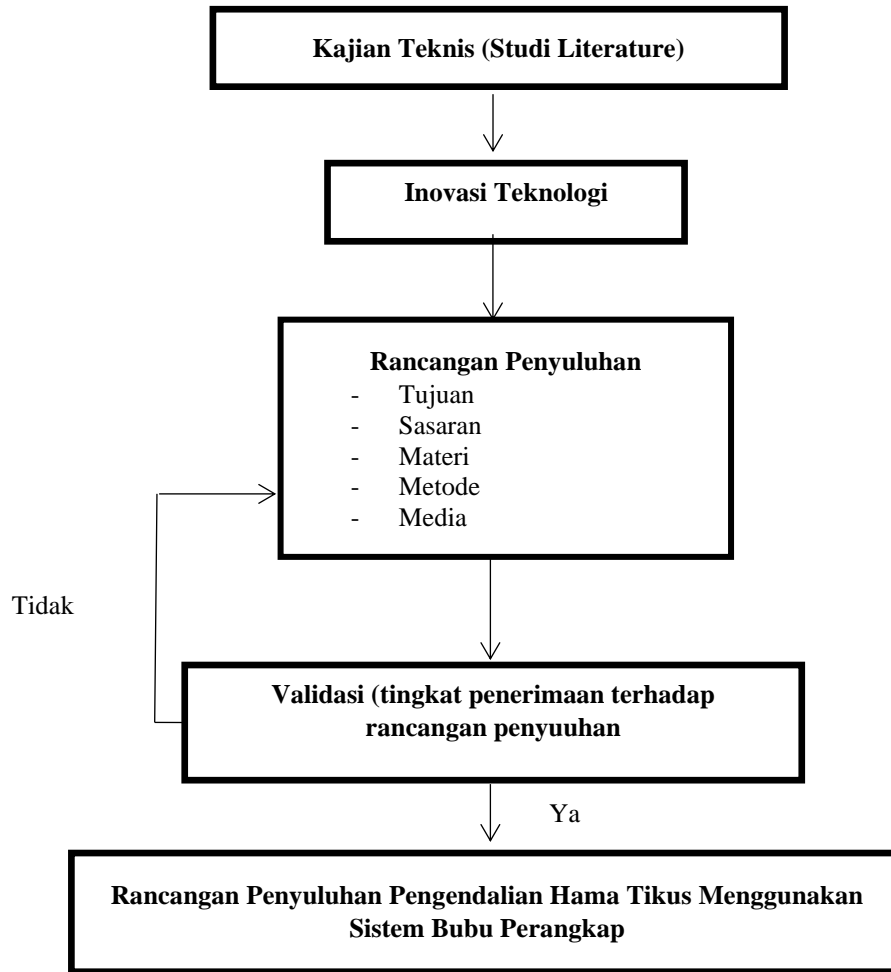 Kajian Teknis (Studi Literature)
Inovasi Teknologi
Rancangan Penyuluhan
- Tujuan
- Sasaran
- Materi
- Metode
- Media
Tidak
Validasi (tingkat penerimaan terhadap
rancangan penyuuhan
Ya
Rancangan Penyuluhan Pengendalian Hama Tikus Menggunakan
Sistem Bubu Perangkap